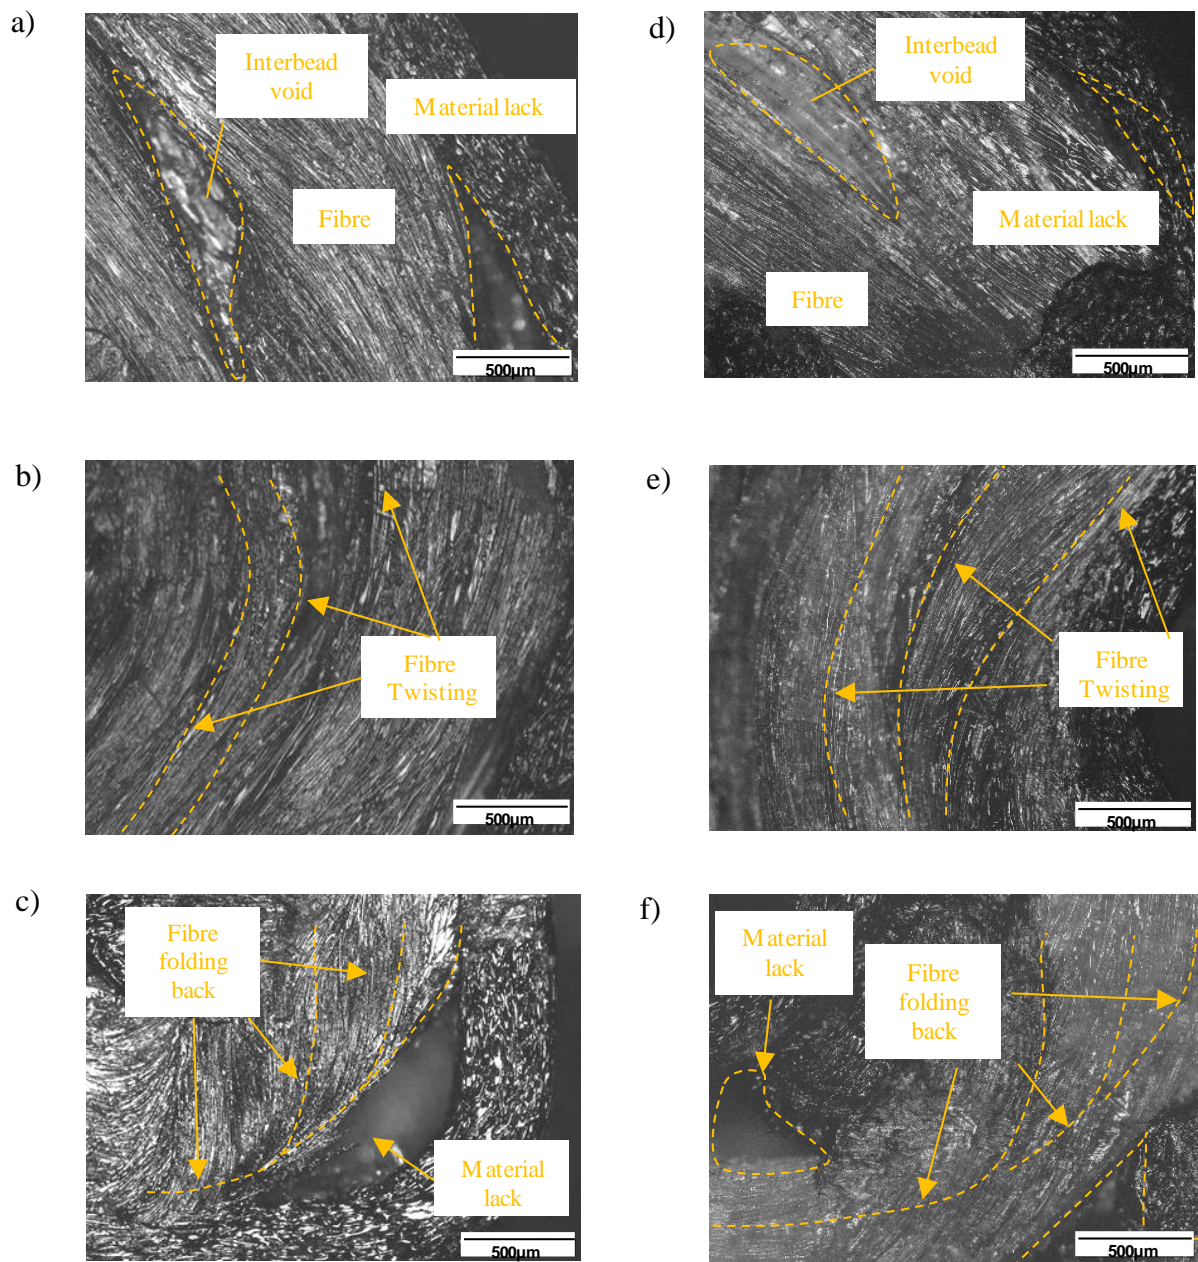 a)
Interbead
void
Material lack
Fibre
500µm
d)
Interbead
void
Material lack
Fibre
500µm
b)
Fibre
Twisting
500µm
e)
Fibre
Twisting
500µm
c)
Fibre
folding
back
Material
lack
500µm
f)
Material
lack
Fibre
folding
back
500µm